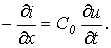 - ∂i/∂x = C₀ ∂u/∂t.